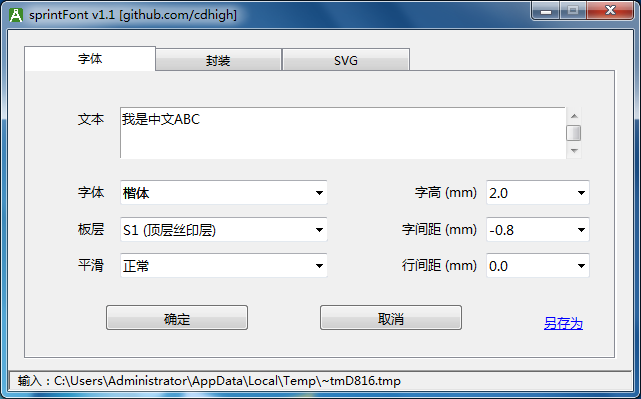 sprintFont v1.1 [github.com/cdhigh]
字体 封装 SVG
文本 我是中文ABC
字体 楷体 字高 (mm) 2.0
板层 S1 (顶层丝印层) 字间距 (mm) -0.8
平滑 正常 行间距 (mm) 0.0
确定 取消 另存为
输入：C:\Users\Administrator\AppData\Local\Temp\~tmD816.tmp